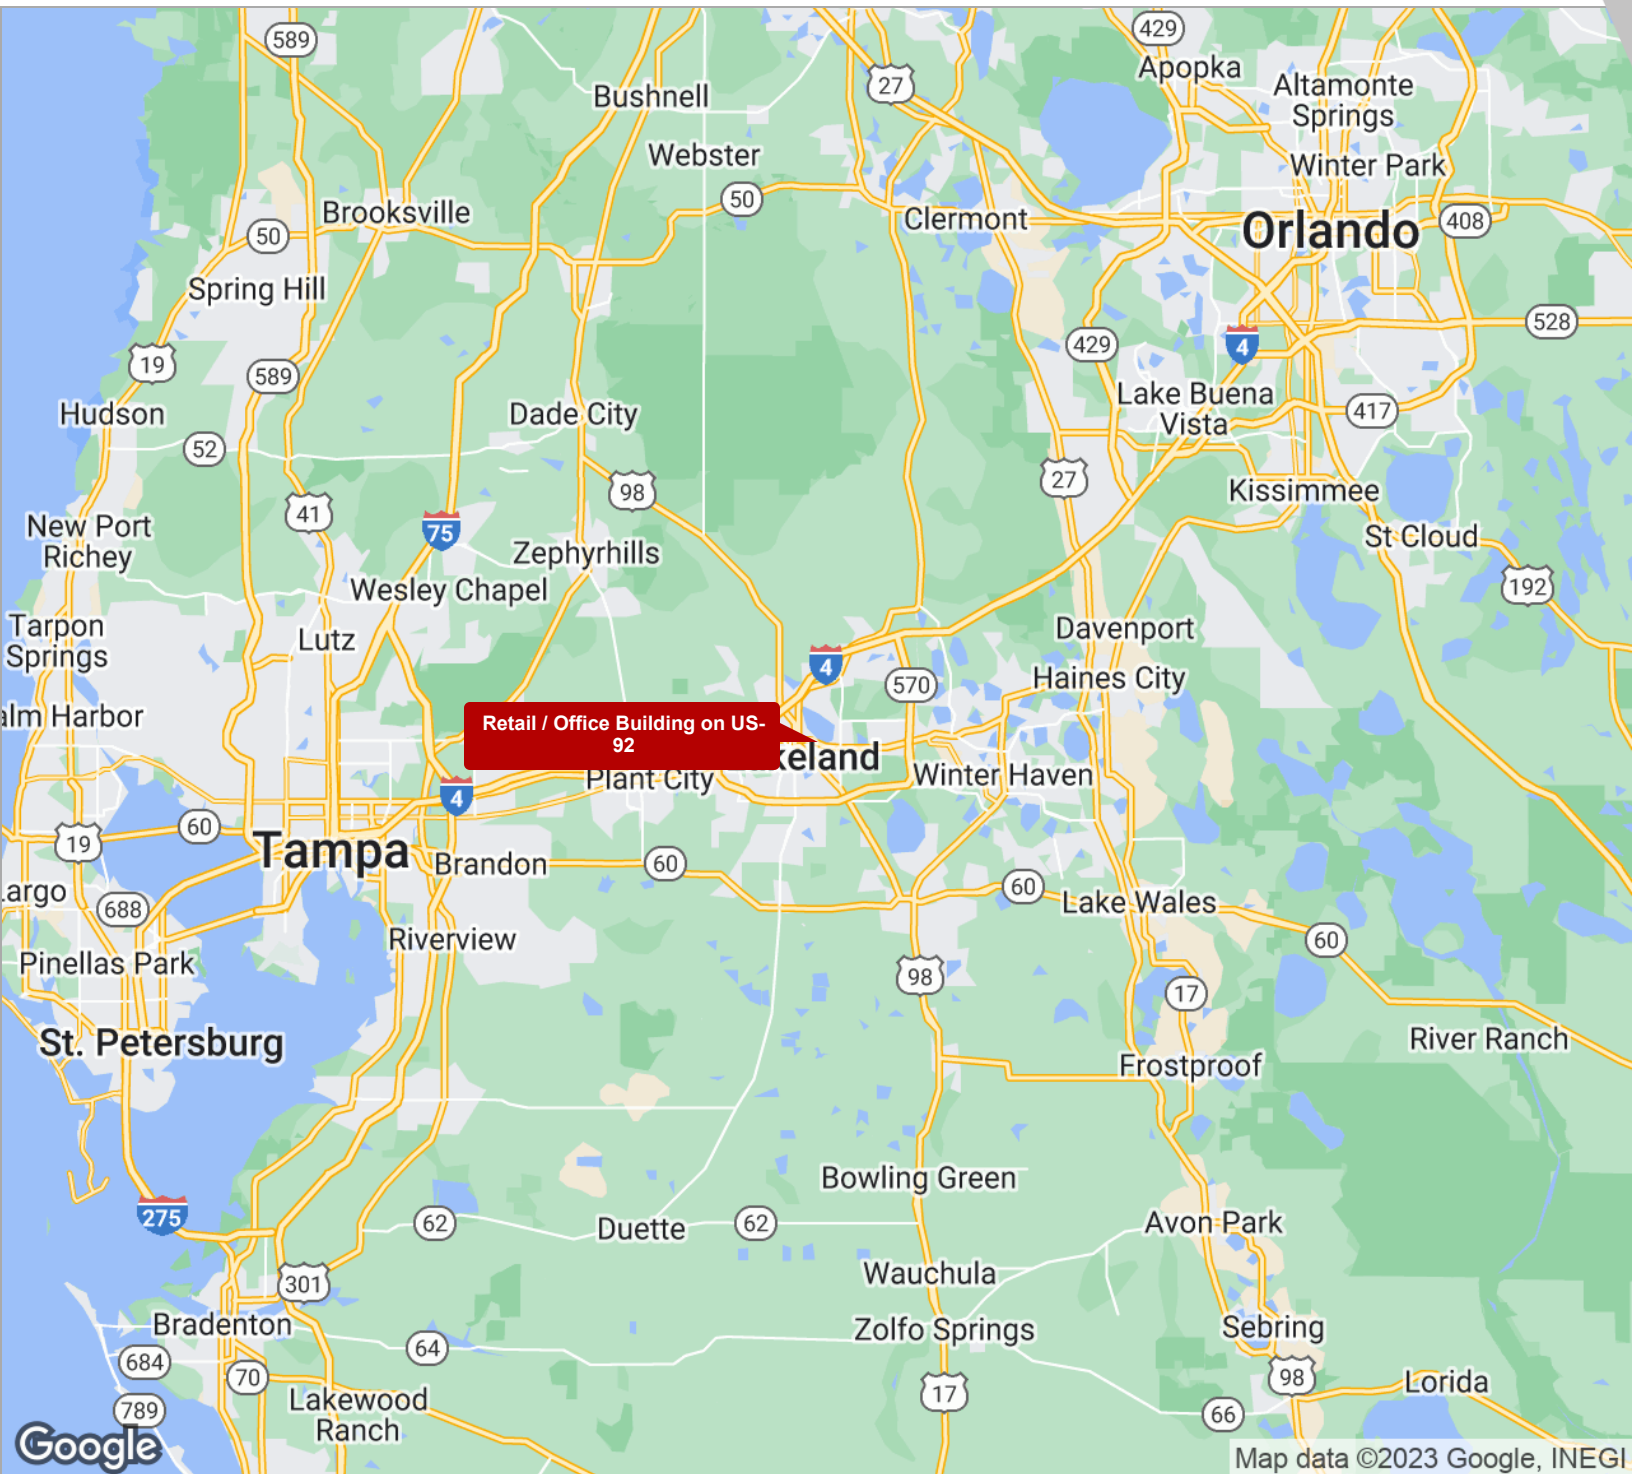 589
429
Apopka
27
Altamonte
Springs
Bushnell
Webster
Winter Park
50
Brooksville
Clermont
Orlando
408
50
Spring Hill
528
19
429
4
589
Lake Buena
Vista
417
Hudson
Dade City
52
27
98
Kissimmee
41
New Port
Richey
75
St Cloud
Zephyrhills
192
Wesley Chapel
Tarpon
Springs
Lutz
Davenport
4
570
Haines City
alm Harbor
Retail / Office Building on US-
92
keland
Plant City
Winter Haven
4
60
19
Tampa
Brandon
60
60
Lake Wales
argo
688
Riverview
60
Pinellas Park
98
17
St. Petersburg
River Ranch
Frostproof
Bowling Green
275
62
Duette
62
Avon Park
Wauchula
301
Bradenton
Zolfo Springs
Sebring
64
684
70
98
Lorida
17
Lakewood
Ranch
789
66
Google
Map data ©2023 Google, INEGI